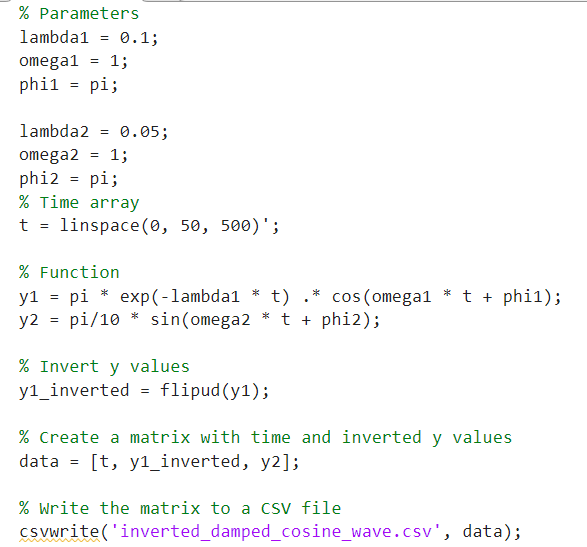 % Parameters
lambda1 = 0.1;
omega1 = 1;
phi1 = pi;

lambda2 = 0.05;
omega2 = 1;
phi2 = pi;
% Time array
t = linspace(0, 50, 500)';

% Function
y1 = pi * exp(-lambda1 * t) .* cos(omega1 * t + phi1);
y2 = pi/10 * sin(omega2 * t + phi2);

% Invert y values
y1_inverted = flipud(y1);

% Create a matrix with time and inverted y values
data = [t, y1_inverted, y2];

% Write the matrix to a CSV file
csvwrite('inverted_damped_cosine_wave.csv', data);